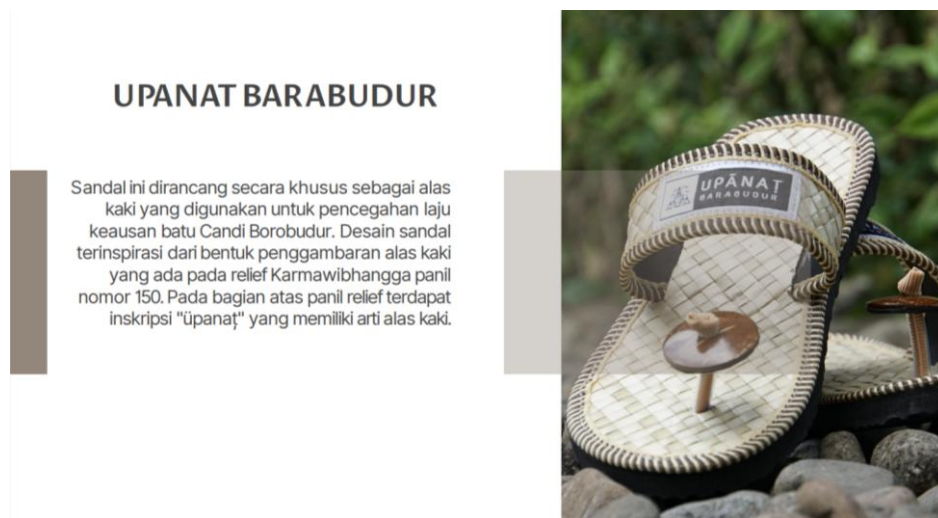 UPANAT BARABUDUR
Sandal ini dirancang secara khusus sebagai alas
kaki yang digunakan untuk pencegahan laju
keausan batu Candi Borobudur. Desain sandal
terinspirasi dari bentuk penggambaran alas kaki
yang ada pada relief Karmawibhangga panil
nomor 150. Pada bagian atas panil relief terdapat
inskripsi "üpanaţ" yang memiliki arti alas kaki.
UPĀNAṬ
BARABUDUR